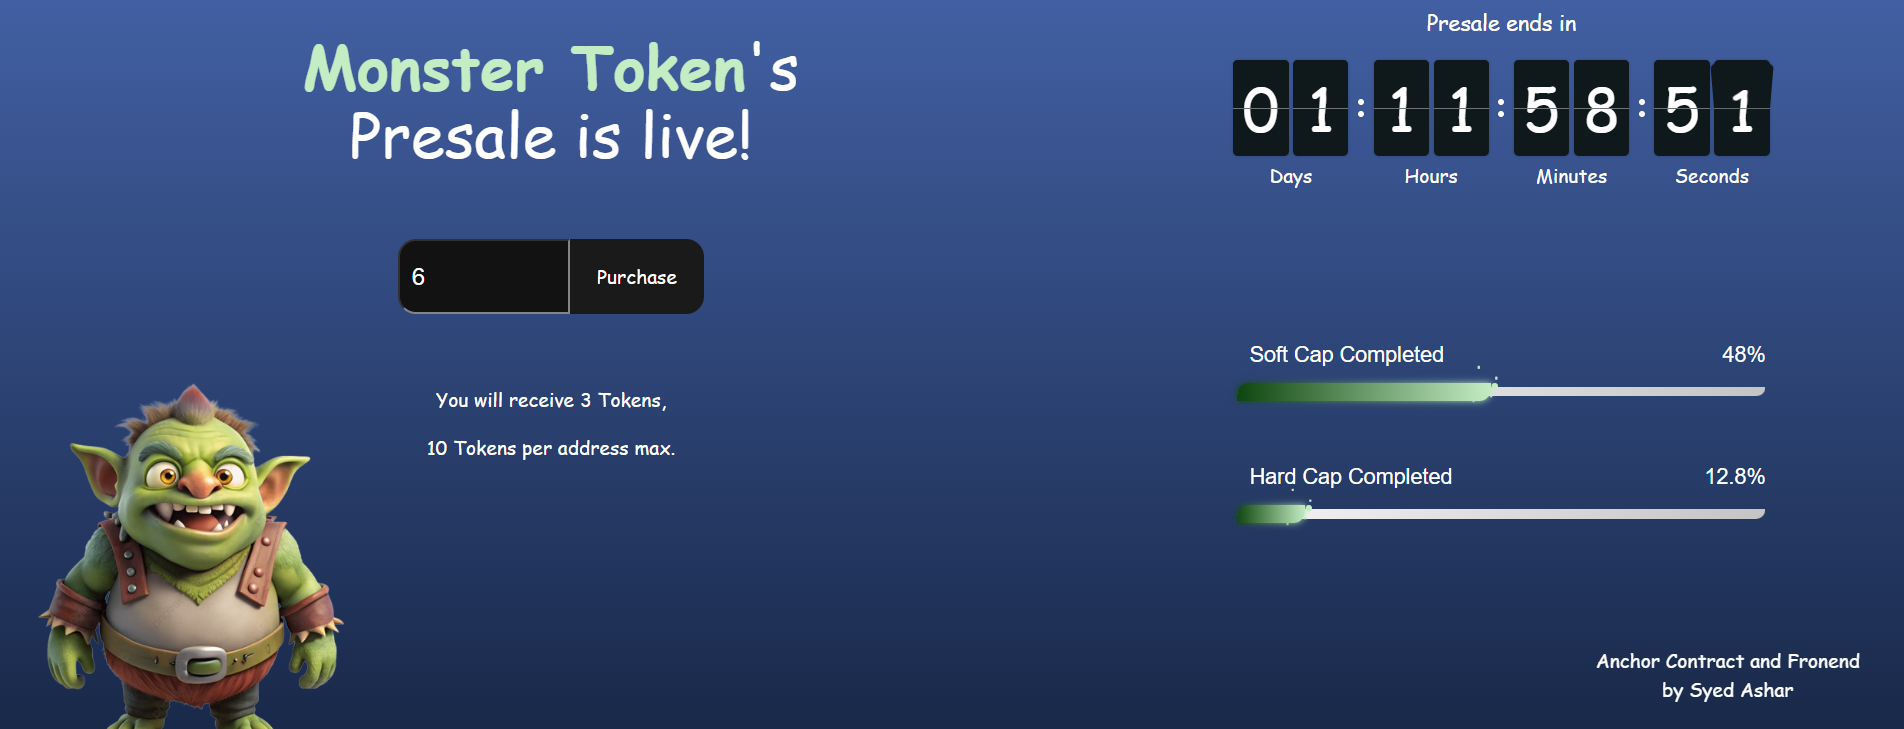 Monster Token's
Presale is live!
6
Purchase
You will receive 3 Tokens,
10 Tokens per address max.
Presale ends in
01 : 11 : 58 : 51
Days Hours Minutes Seconds
Soft Cap Completed 48%
Hard Cap Completed 12.8%
Anchor Contract and Fronend
by Syed Ashar